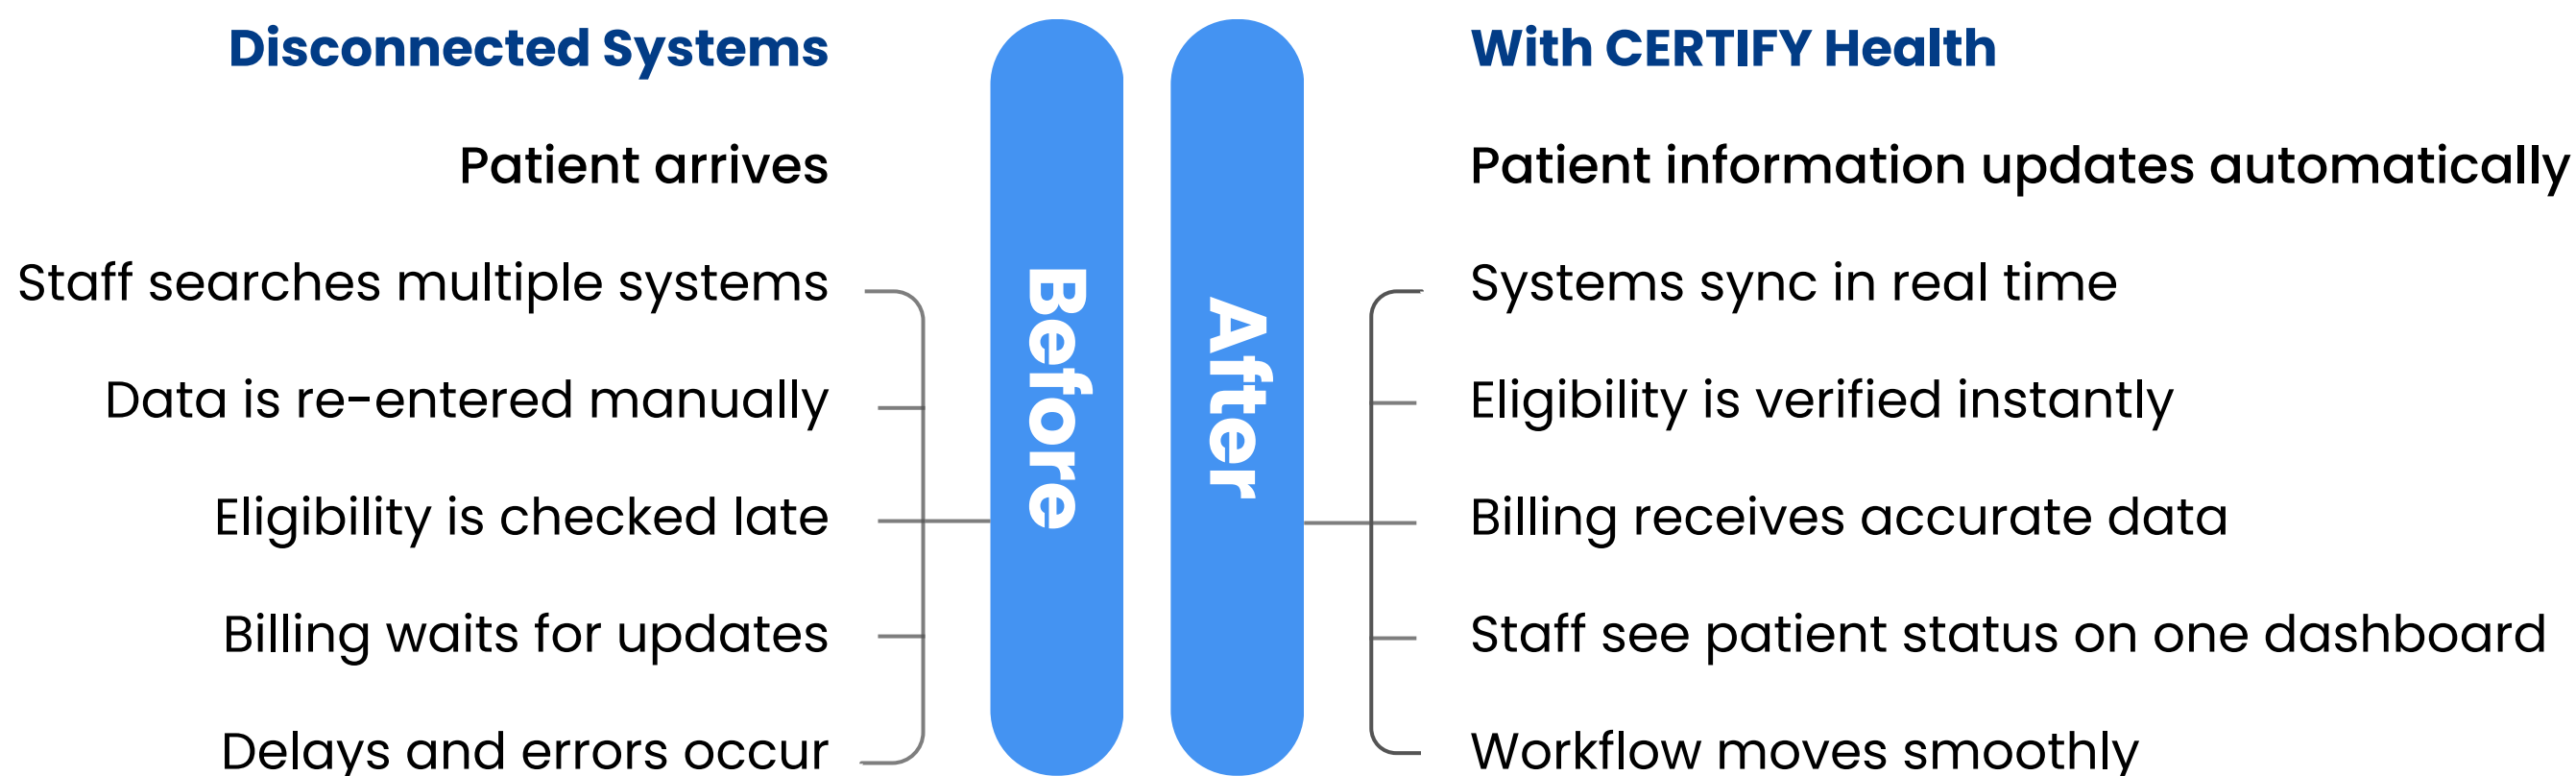 Disconnected Systems
Patient arrives
Staff searches multiple systems
Data is re-entered manually
Eligibility is checked late
Billing waits for updates
Delays and errors occur
Before
After
With CERTIFY Health
Patient information updates automatically
Systems sync in real time
Eligibility is verified instantly
Billing receives accurate data
Staff see patient status on one dashboard
Workflow moves smoothly